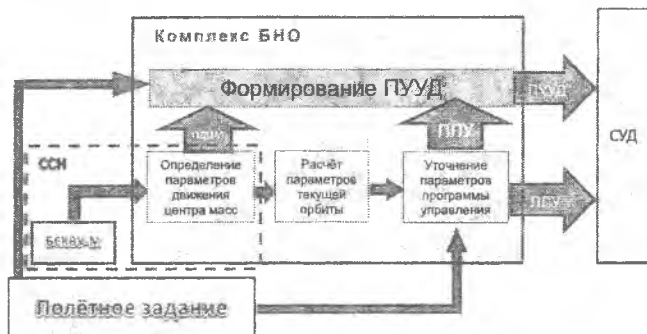 Комплекс БНО
Формирование ПУУД
ПУУД
СУД
ПДЦМ
ППУ
ССН
Определение
параметров
движения
центра масс
Расчёт
параметров
текущей
орбиты
Уточнение
параметров
программы
управления
ППУ
Полётное задание